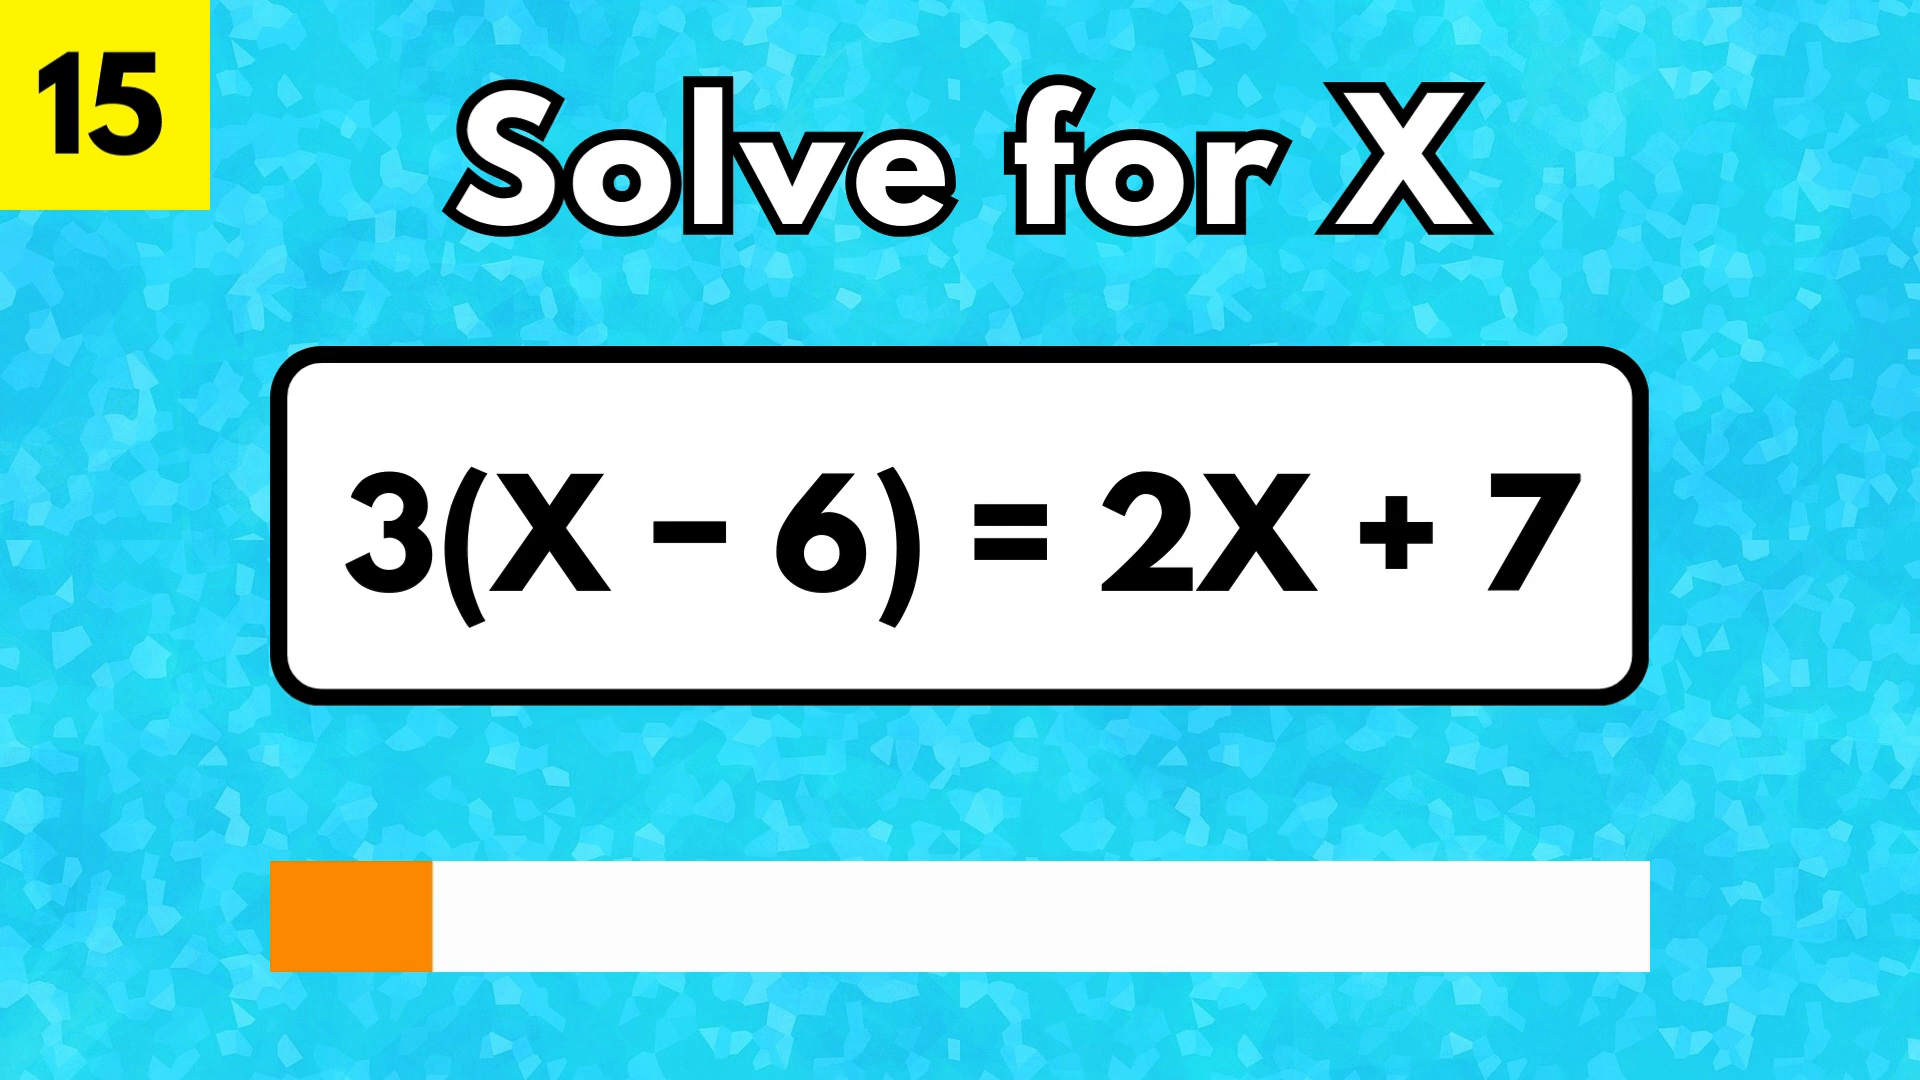 15
Solve for X
3(X – 6) = 2X + 7